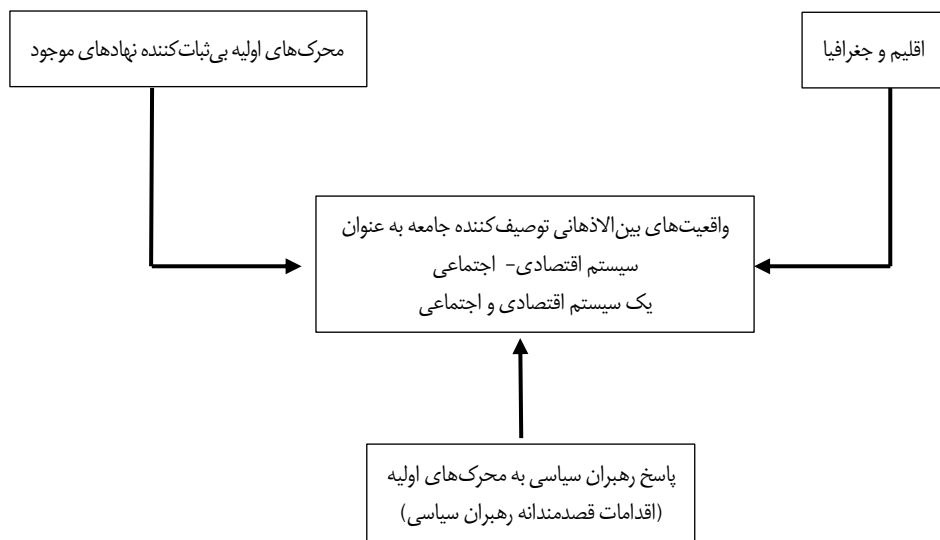 اقلیم و جغرافیا
محرک‌های اولیه بی‌ثبات‌کننده نهادهای موجود
واقعیت‌های بین‌الاذهانی توصیف‌کننده جامعه به عنوان
سیستم اقتصادی- اجتماعی
یک سیستم اقتصادی و اجتماعی
پاسخ رهبران سیاسی به محرک‌های اولیه
(اقدامات قصدمندانه رهبران سیاسی)